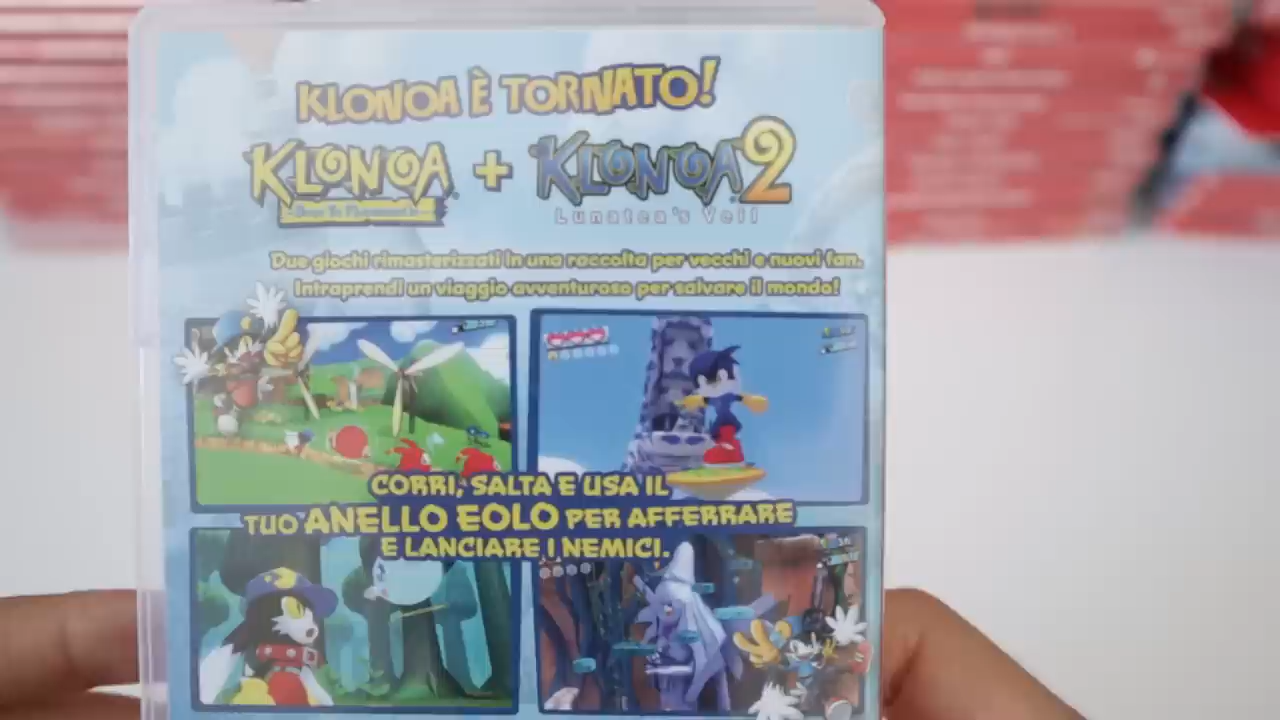 KLONOA È TORNATO!
KLONOA + KLONOA 2
Lunatea's Veil
Due giochi rimasterizzati in una raccolta per vecchi e nuovi fan.
Intraprendi un viaggio avventuroso per salvare il mondo!
CORRI, SALTA E USA IL
TUO ANELLO EOLO PER AFFERRARE
E LANCIARE I NEMICI.